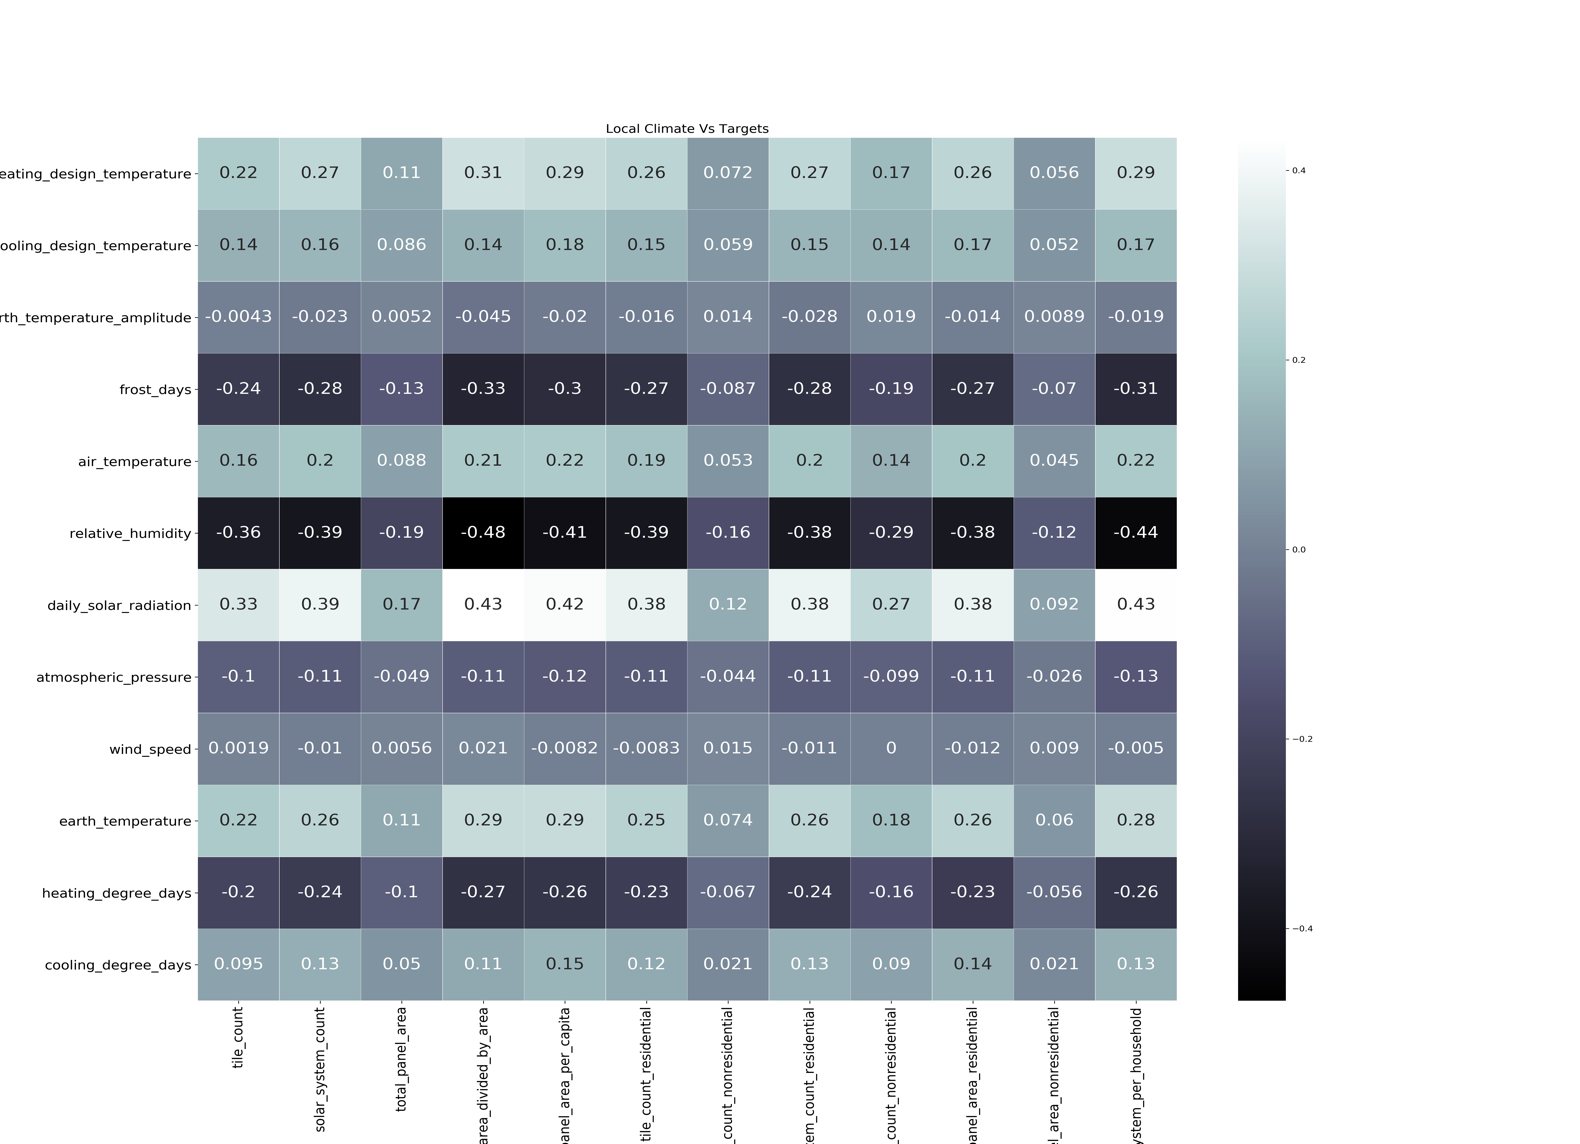 Local Climate Vs Targets
eating_design_temperature 0.22 0.27 0.11 0.31 0.29 0.26 0.072 0.27 0.17 0.26 0.056 0.29
ooling_design_temperature 0.14 0.16 0.086 0.14 0.18 0.15 0.059 0.15 0.14 0.17 0.052 0.17
rth_temperature_amplitude -0.0043 -0.023 0.0052 -0.045 -0.02 -0.016 0.014 -0.028 0.019 -0.014 0.0089 -0.019
frost_days -0.24 -0.28 -0.13 -0.33 -0.3 -0.27 -0.087 -0.28 -0.19 -0.27 -0.07 -0.31
air_temperature 0.16 0.2 0.088 0.21 0.22 0.19 0.053 0.2 0.14 0.2 0.045 0.22
relative_humidity -0.36 -0.39 -0.19 -0.48 -0.41 -0.39 -0.16 -0.38 -0.29 -0.38 -0.12 -0.44
daily_solar_radiation 0.33 0.39 0.17 0.43 0.42 0.38 0.12 0.38 0.27 0.38 0.092 0.43
atmospheric_pressure -0.1 -0.11 -0.049 -0.11 -0.12 -0.11 -0.044 -0.11 -0.099 -0.11 -0.026 -0.13
wind_speed 0.0019 -0.01 0.0056 0.021 -0.0082 -0.0083 0.015 -0.011 0 -0.012 0.009 -0.005
earth_temperature 0.22 0.26 0.11 0.29 0.29 0.25 0.074 0.26 0.18 0.26 0.06 0.28
heating_degree_days -0.2 -0.24 -0.1 -0.27 -0.26 -0.23 -0.067 -0.24 -0.16 -0.23 -0.056 -0.26
cooling_degree_days 0.095 0.13 0.05 0.11 0.15 0.12 0.021 0.13 0.09 0.14 0.021 0.13
tile_count
solar_system_count
total_panel_area
area_divided_by_area
panel_area_per_capita
tile_count_residential
_count_nonresidential
tem_count_residential
_count_nonresidential
panel_area_residential
el_area_nonresidential
ystem_per_household
0.4
0.2
0.0
−0.2
−0.4